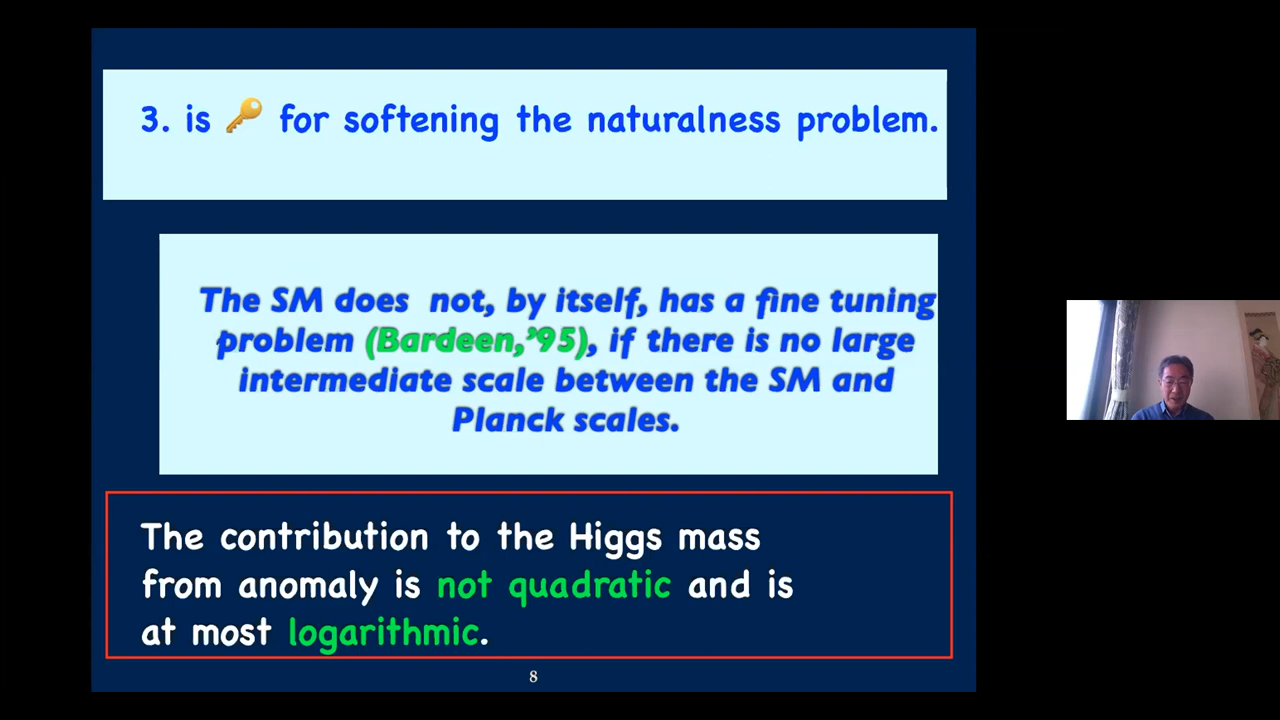 3. is 🔑 for softening the naturalness problem.
The SM does not, by itself, has a fine tuning
problem (Bardeen,'95), if there is no large
intermediate scale between the SM and
Planck scales.
The contribution to the Higgs mass
from anomaly is not quadratic and is
at most logarithmic.
8